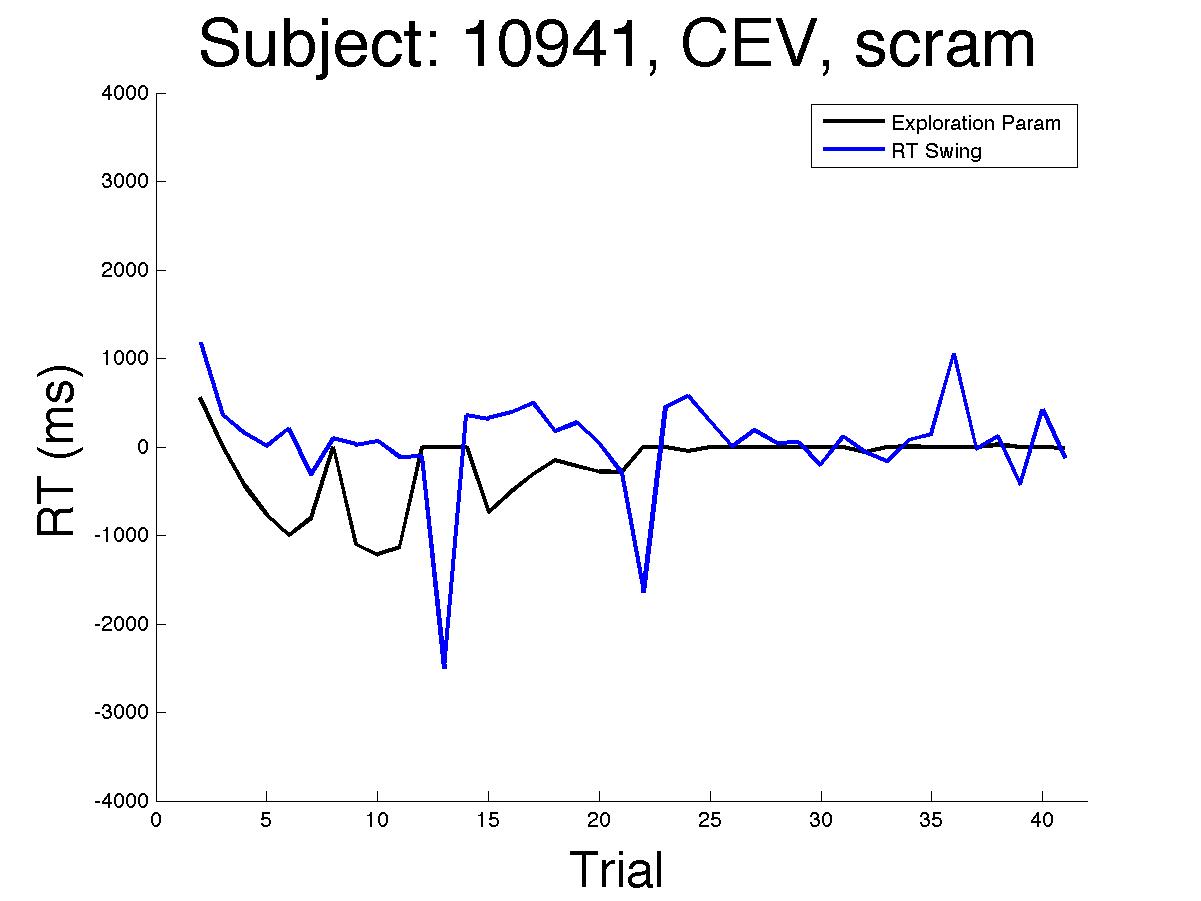 Subject: 10941, CEV, scram
Exploration Param
RT Swing
4000
3000
2000
1000
0
-1000
-2000
-3000
-4000
RT (ms)
0 5 10 15 20 25 30 35 40
Trial